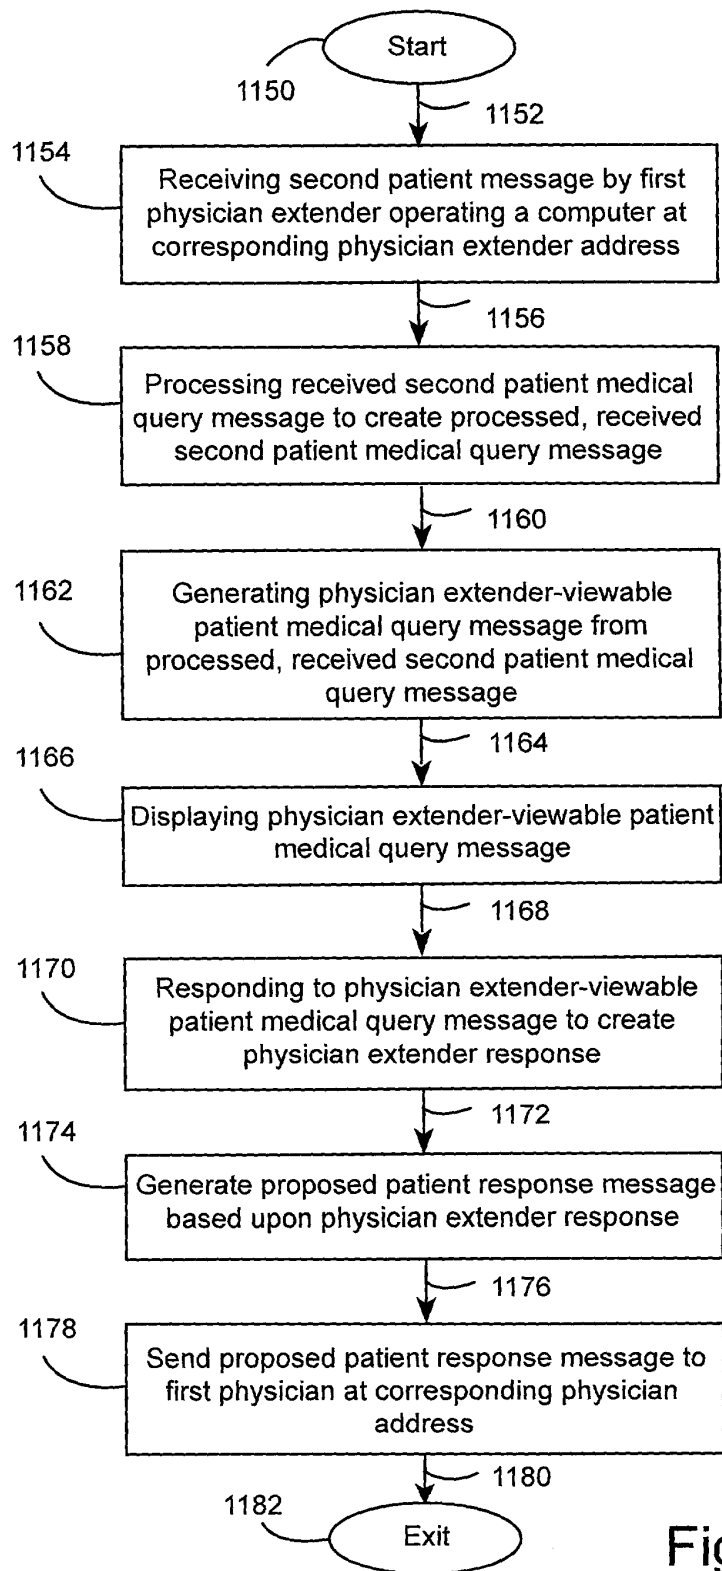 Start
1150
1152
1154
Receiving second patient message by first
physician extender operating a computer at
corresponding physician extender address
1156
1158
Processing received second patient medical
query message to create processed, received
second patient medical query message
1160
1162
Generating physician extender-viewable
patient medical query message from
processed, received second patient medical
query message
1164
1166
Displaying physician extender-viewable patient
medical query message
1168
1170
Responding to physician extender-viewable
patient medical query message to create
physician extender response
1172
1174
Generate proposed patient response message
based upon physician extender response
1176
1178
Send proposed patient response message to
first physician at corresponding physician
address
1180
1182
Exit
Fig